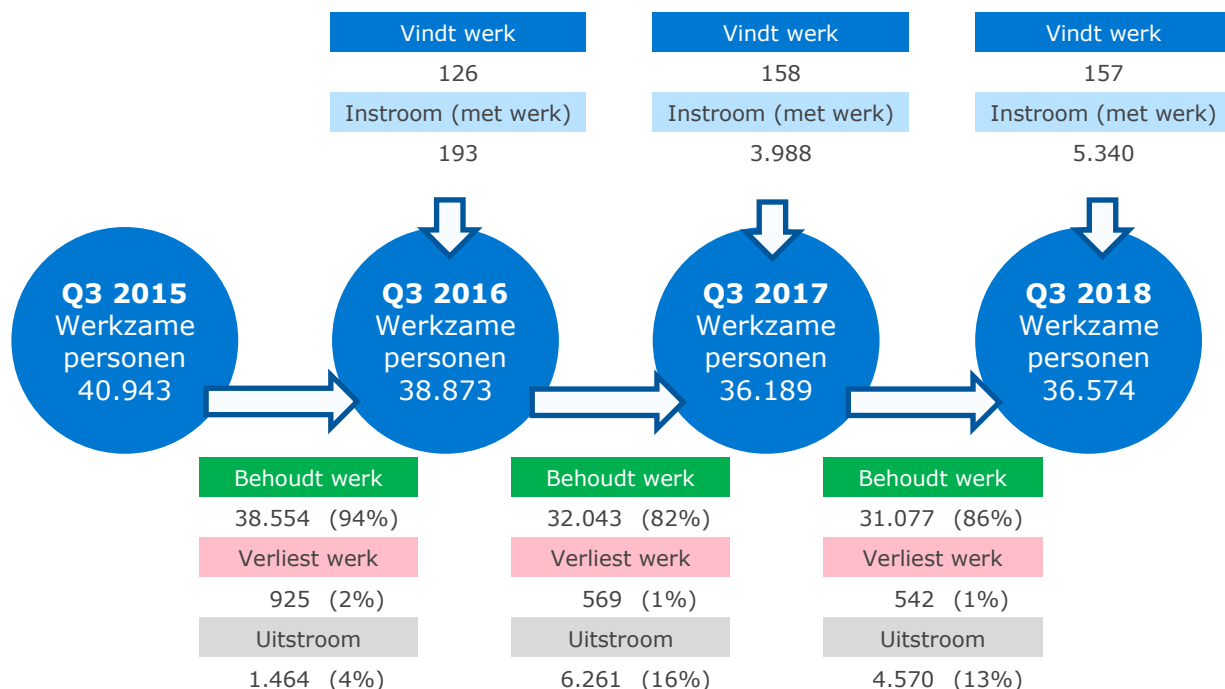 Vindt werk
126
Instroom (met werk)
193
Vindt werk
158
Instroom (met werk)
3.988
Vindt werk
157
Instroom (met werk)
5.340
Q3 2015
Werkzame
personen
40.943
Q3 2016
Werkzame
personen
38.873
Q3 2017
Werkzame
personen
36.189
Q3 2018
Werkzame
personen
36.574
Behoudt werk
38.554 (94%)
Verliest werk
925 (2%)
Uitstroom
1.464 (4%)
Behoudt werk
32.043 (82%)
Verliest werk
569 (1%)
Uitstroom
6.261 (16%)
Behoudt werk
31.077 (86%)
Verliest werk
542 (1%)
Uitstroom
4.570 (13%)